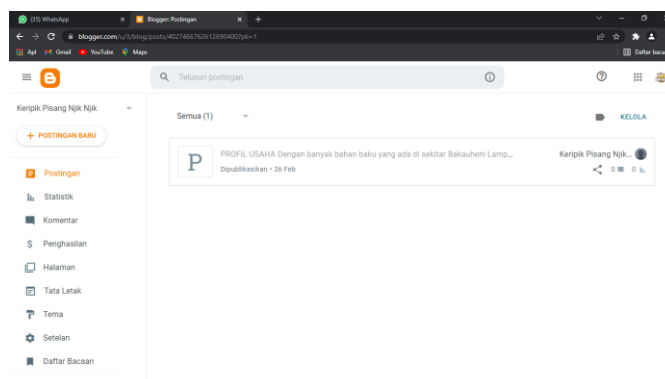 (35) WhatsApp
Blogger: Postingan
blogger.com/u/3/blog/posts/4027466762612690400?pli=1
Apl Gmail YouTube Maps Daftar baca
Telusuri postingan
Keripik Pisang Njik Njik
Semua (1)
KELOLA
+ POSTINGAN BARU
P
PROFIL USAHA Dengan banyak bahan baku yang ada di sekitar Bakauheni Lamp...
Keripik Pisang Njik...
Dipublikasikan • 26 Feb
0 0
Postingan
Statistik
Komentar
Penghasilan
Halaman
Tata Letak
Tema
Setelan
Daftar Bacaan